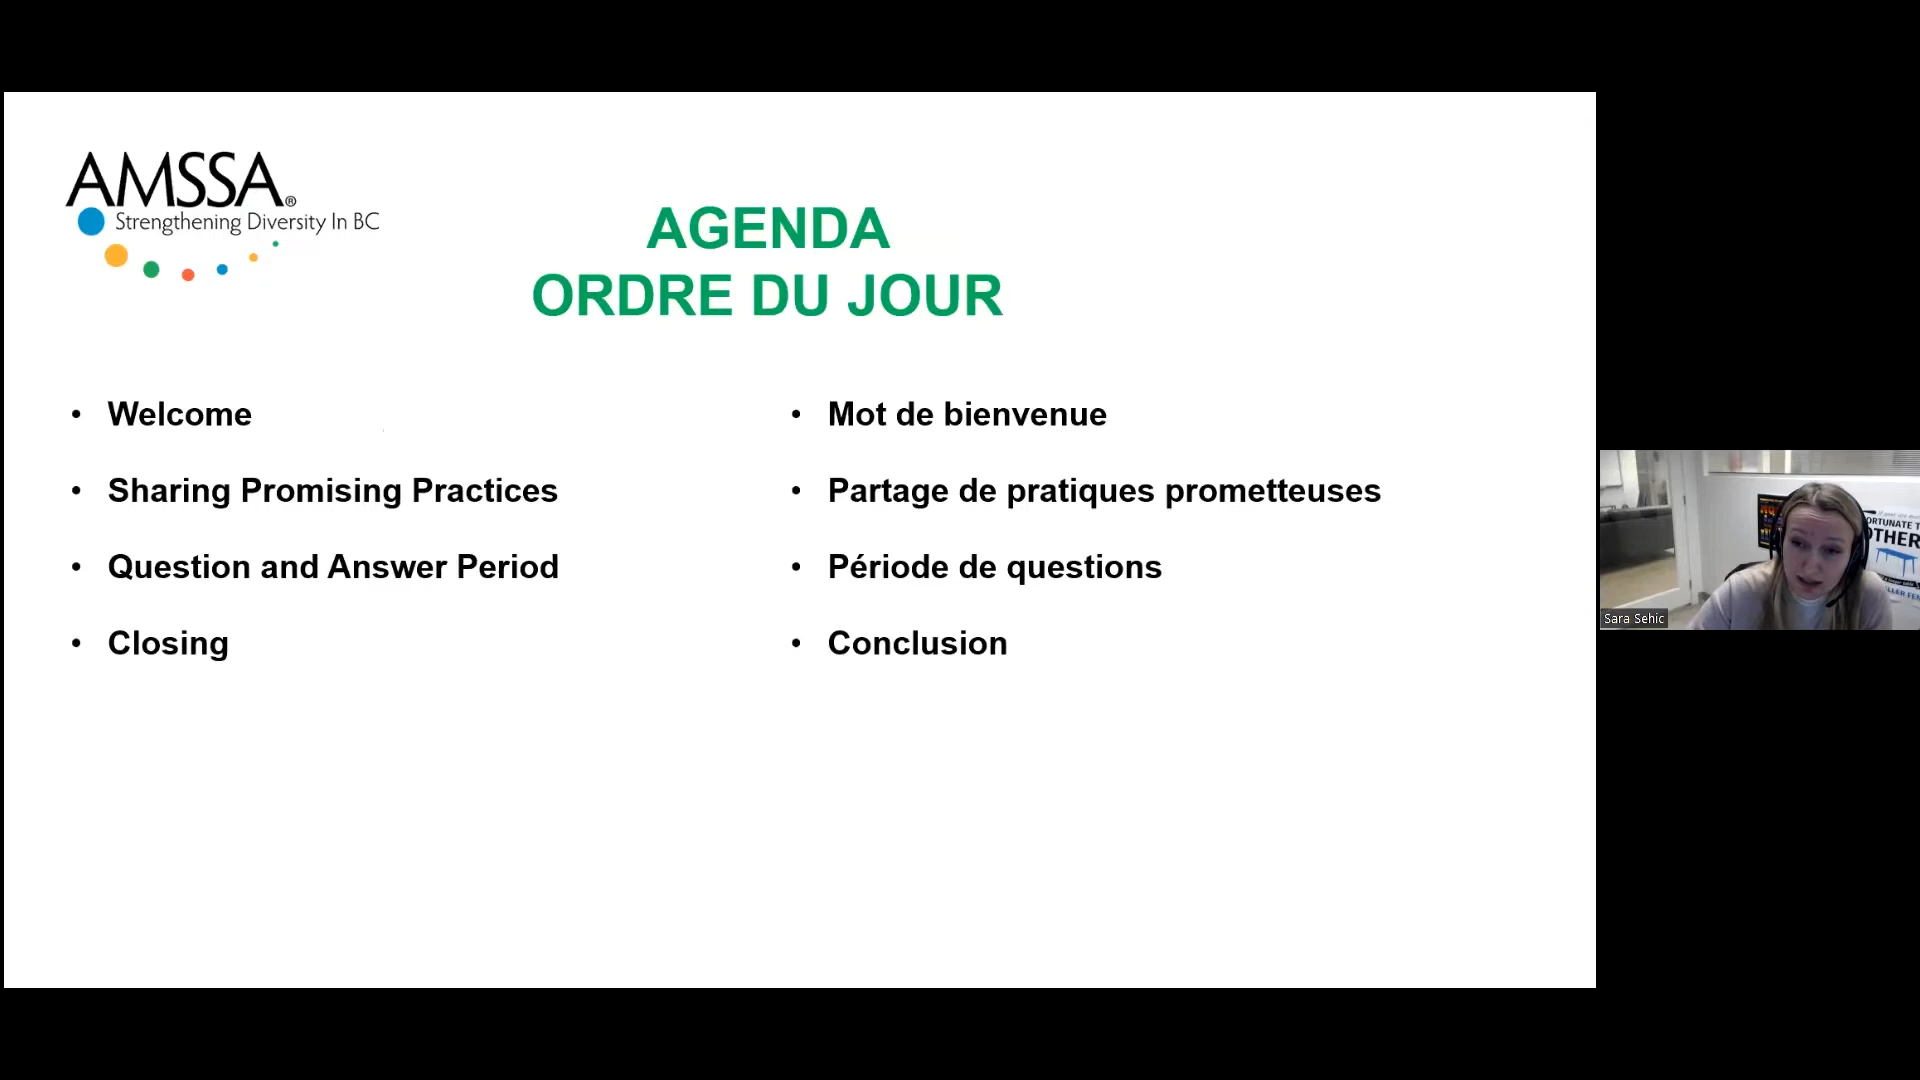 AMSSA®
Strengthening Diversity In BC
AGENDA
ORDRE DU JOUR
• Welcome
• Sharing Promising Practices
• Question and Answer Period
• Closing
• Mot de bienvenue
• Partage de pratiques prometteuses
• Période de questions
• Conclusion
OTHER
Sara Sehic